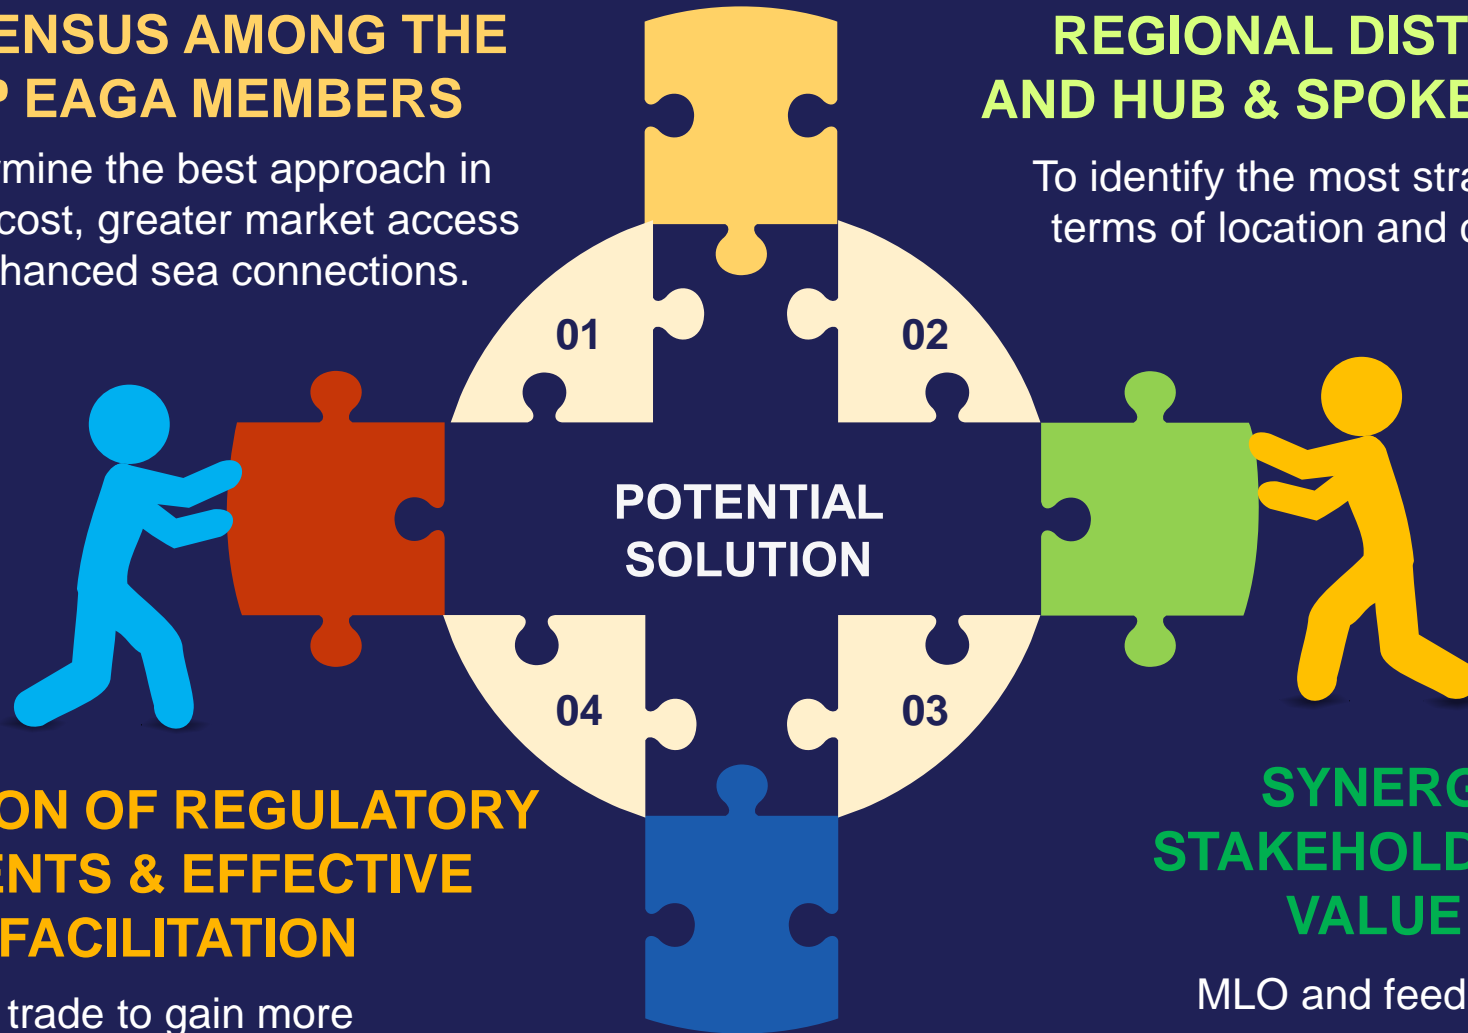 ENSUS AMONG THE
P EAGA MEMBERS
rmine the best approach in
cost, greater market access
hanced sea connections.
REGIONAL DIST
AND HUB & SPOKE
To identify the most stra
terms of location and
01
02
POTENTIAL
SOLUTION
04
03
ON OF REGULATORY
ENTS & EFFECTIVE
FACILITATION
trade to gain more
SYNERG
STAKEHOLD
VALUE
MLO and feed